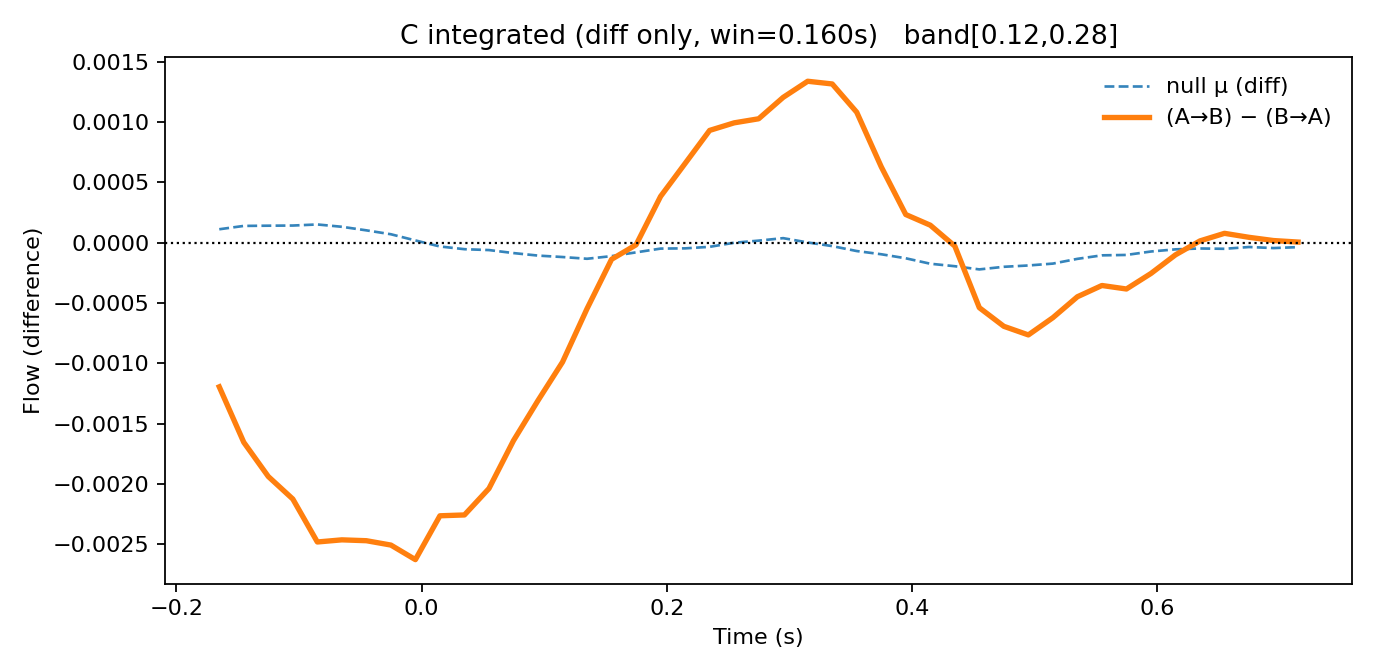 C integrated (diff only, win=0.160s)   band[0.12,0.28]
0.0015
0.0010
0.0005
0.0000
−0.0005
−0.0010
−0.0015
−0.0020
−0.0025
Flow (difference)
null μ (diff)
(A→B) − (B→A)
−0.2
0.0
0.2
0.4
0.6
Time (s)